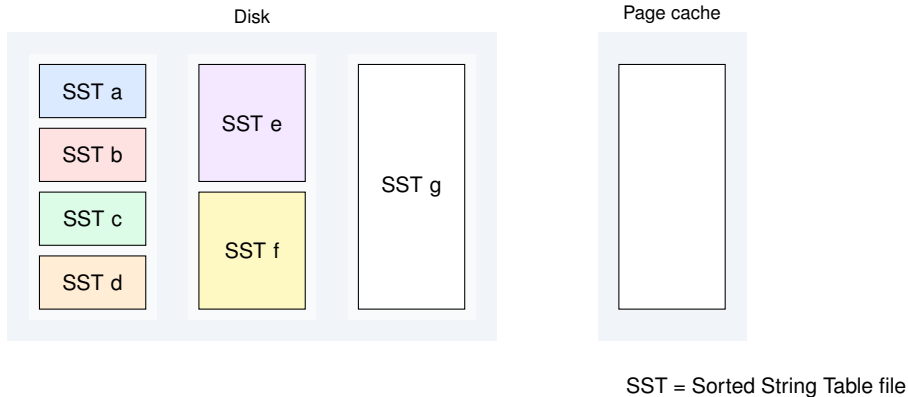 Disk
Page cache
SST a
SST b
SST c
SST d
SST e
SST f
SST g
SST = Sorted String Table file